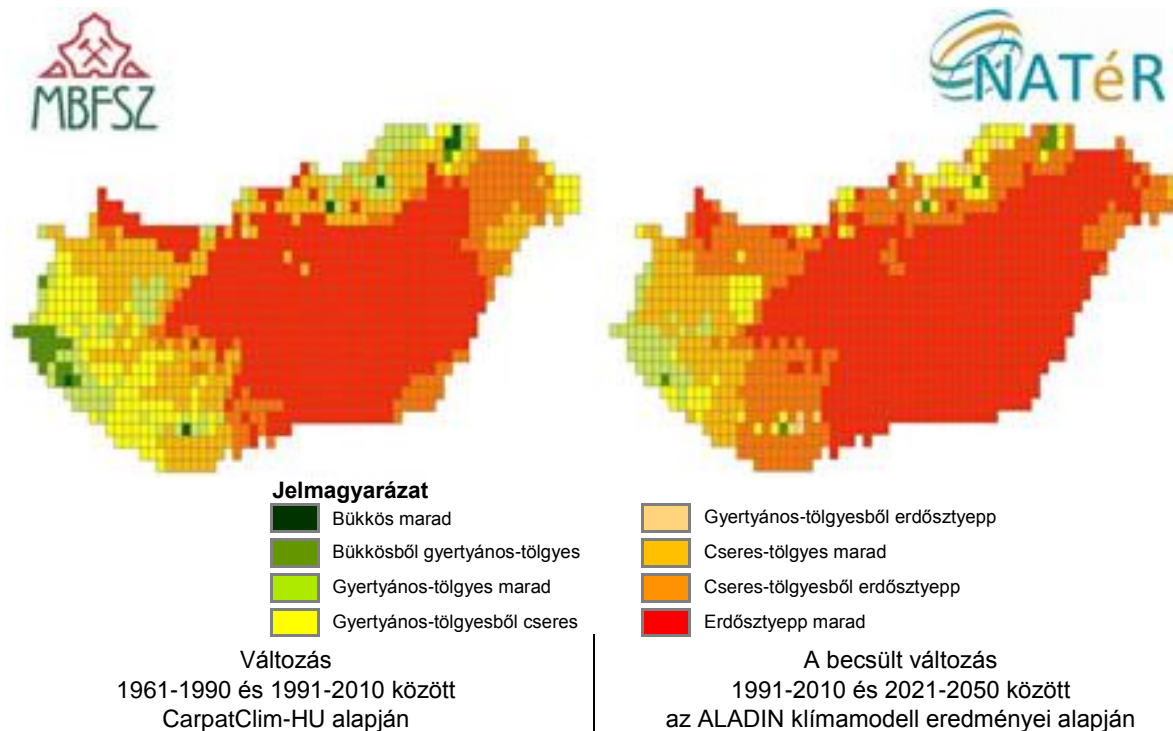 MBFSZ
NATéR
Jelmagyarázat
Bükkös marad
Bükkösből gyertyános-tölgyes
Gyertyános-tölgyes marad
Gyertyános-tölgyesből cseres
Gyertyános-tölgyesből erdősztyepp
Cseres-tölgyes marad
Cseres-tölgyesből erdősztyepp
Erdősztyepp marad
Változás
1961-1990 és 1991-2010 között
CarpatClim-HU alapján
A becsült változás
1991-2010 és 2021-2050 között
az ALADIN klímamodell eredményei alapján